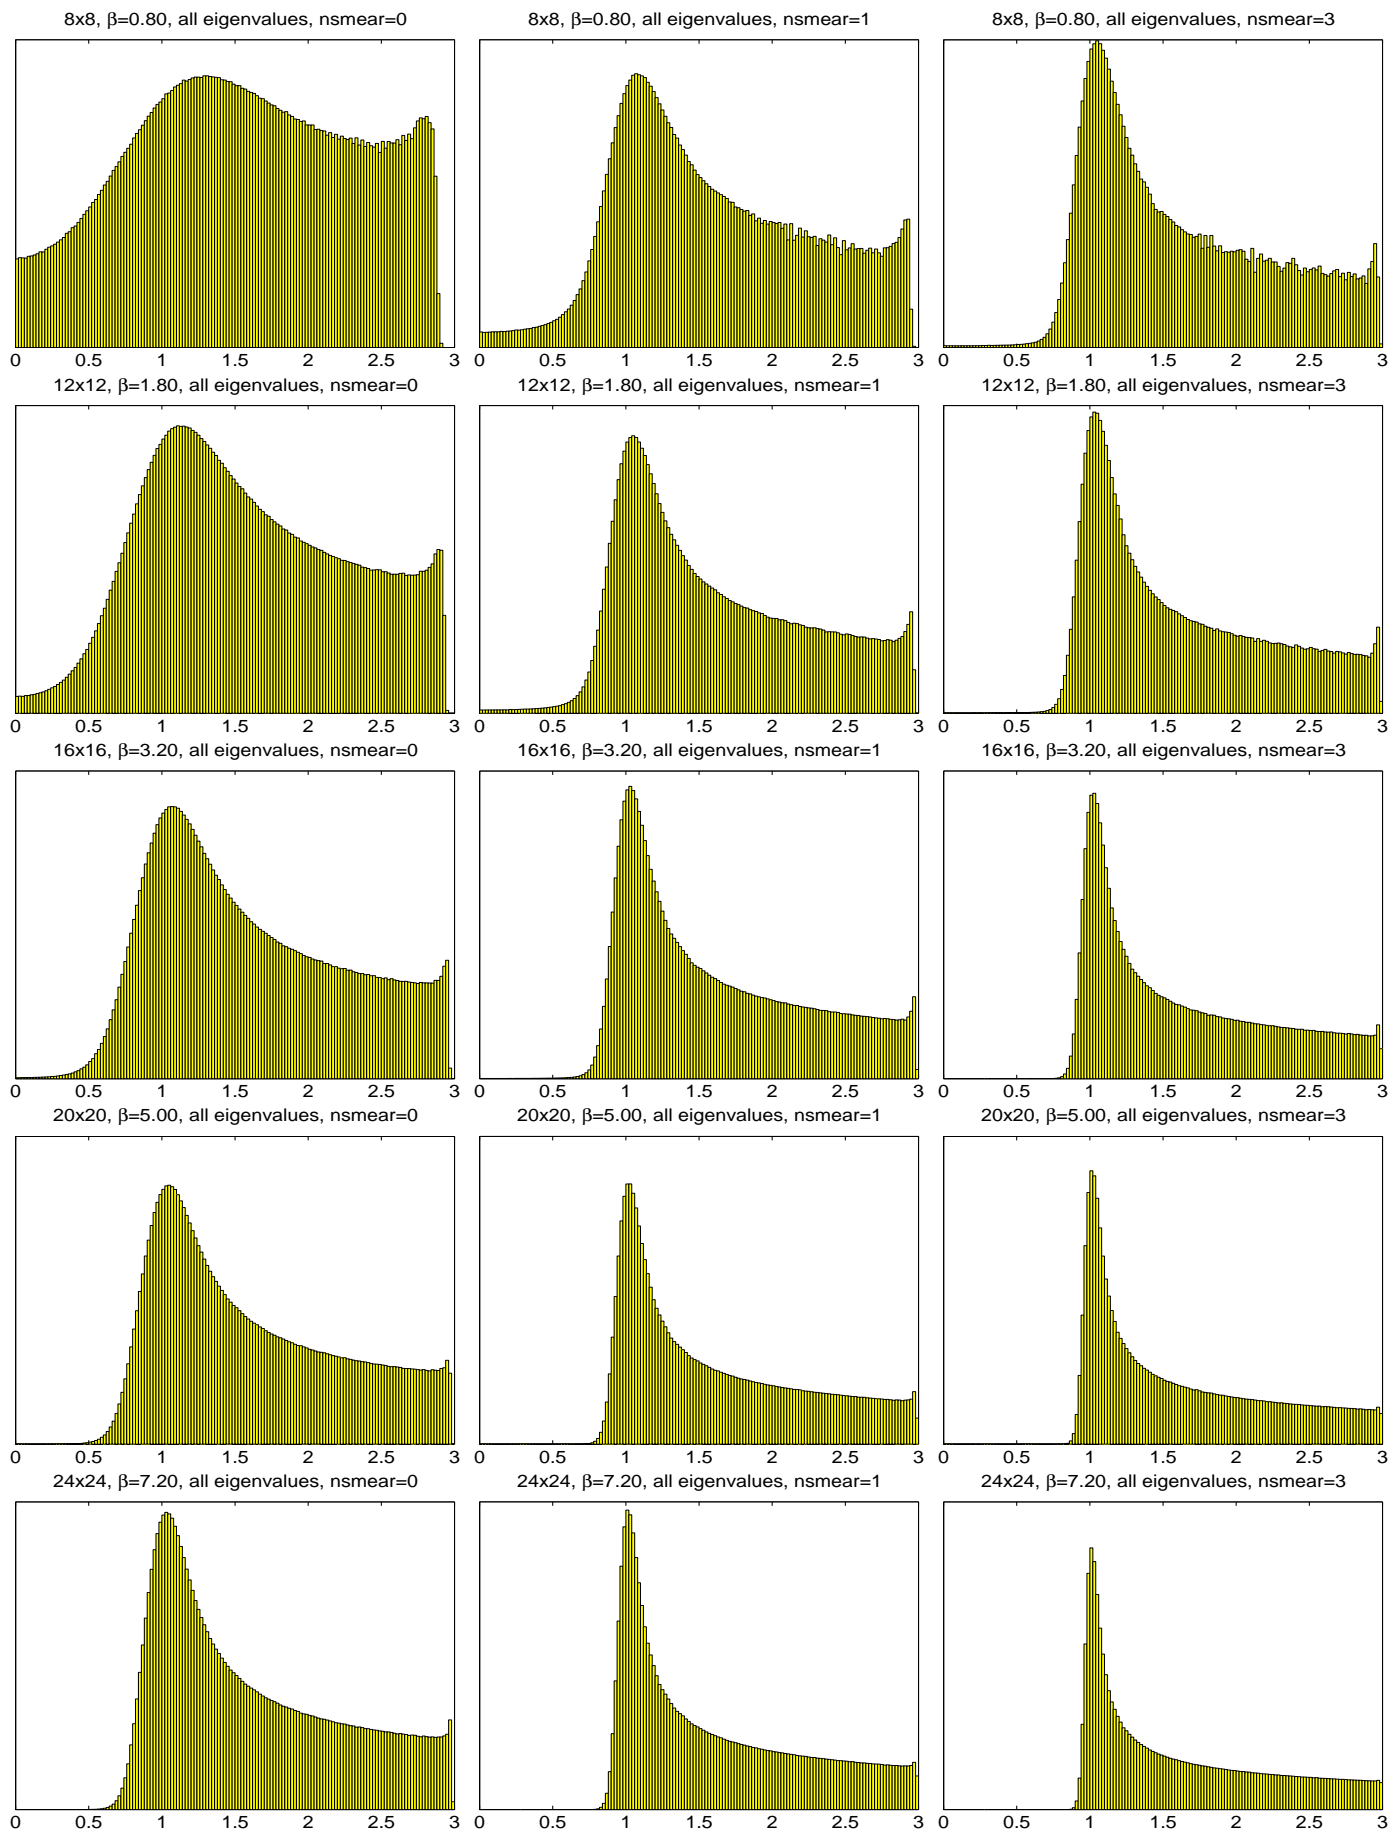 8x8, β=0.80, all eigenvalues, nsmear=0 8x8, β=0.80, all eigenvalues, nsmear=1 8x8, β=0.80, all eigenvalues, nsmear=3
0 0.5 1 1.5 2 2.5 3 0 0.5 1 1.5 2 2.5 3 0 0.5 1 1.5 2 2.5 3
12x12, β=1.80, all eigenvalues, nsmear=0 12x12, β=1.80, all eigenvalues, nsmear=1 12x12, β=1.80, all eigenvalues, nsmear=3
0 0.5 1 1.5 2 2.5 3 0 0.5 1 1.5 2 2.5 3 0 0.5 1 1.5 2 2.5 3
16x16, β=3.20, all eigenvalues, nsmear=0 16x16, β=3.20, all eigenvalues, nsmear=1 16x16, β=3.20, all eigenvalues, nsmear=3
0 0.5 1 1.5 2 2.5 3 0 0.5 1 1.5 2 2.5 3 0 0.5 1 1.5 2 2.5 3
20x20, β=5.00, all eigenvalues, nsmear=0 20x20, β=5.00, all eigenvalues, nsmear=1 20x20, β=5.00, all eigenvalues, nsmear=3
0 0.5 1 1.5 2 2.5 3 0 0.5 1 1.5 2 2.5 3 0 0.5 1 1.5 2 2.5 3
24x24, β=7.20, all eigenvalues, nsmear=0 24x24, β=7.20, all eigenvalues, nsmear=1 24x24, β=7.20, all eigenvalues, nsmear=3
0 0.5 1 1.5 2 2.5 3 0 0.5 1 1.5 2 2.5 3 0 0.5 1 1.5 2 2.5 3